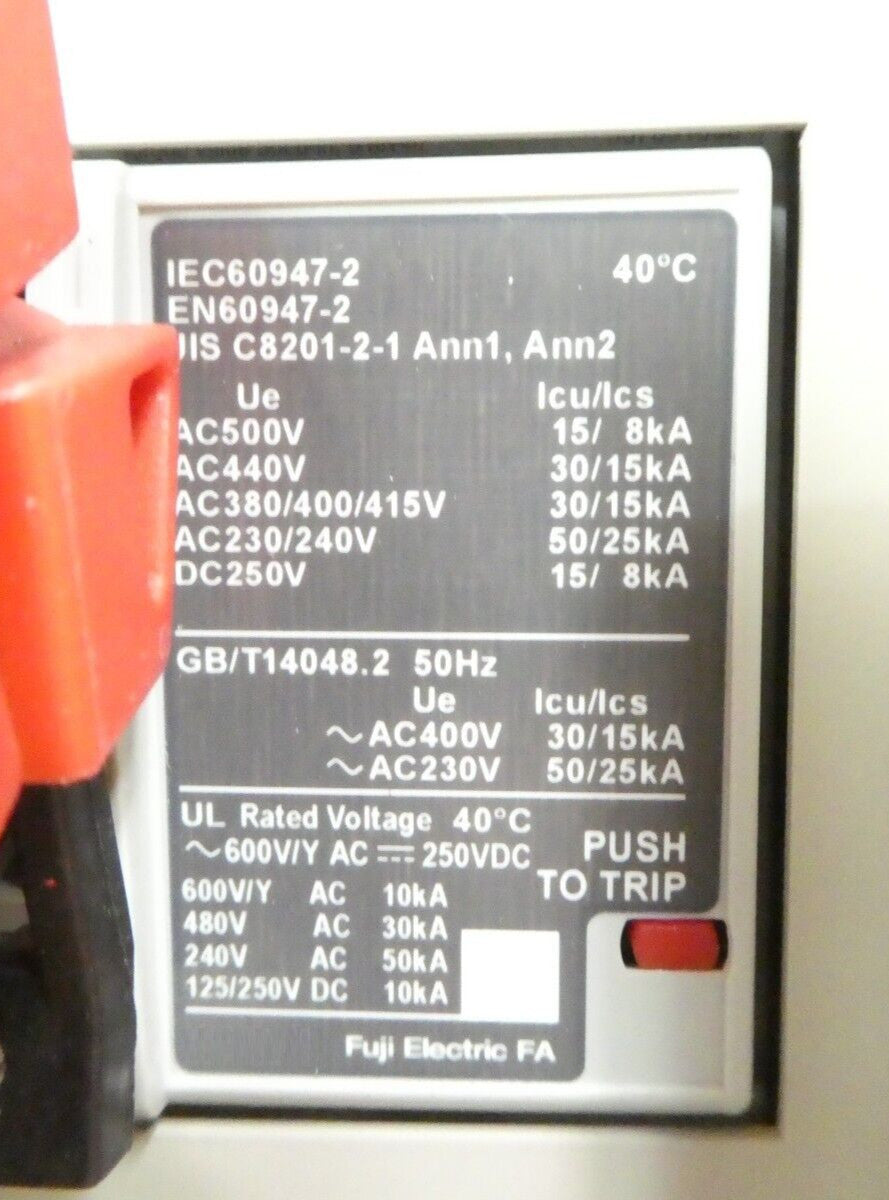 IEC60947-2 40°C
EN60947-2
JIS C8201-2-1 Ann1, Ann2
Ue Icu/Ics
AC500V 15/ 8kA
AC440V 30/15kA
AC380/400/415V 30/15kA
AC230/240V 50/25kA
DC250V 15/ 8kA
GB/T14048.2 50Hz
Ue Icu/Ics
~AC400V 30/15kA
~AC230V 50/25kA
UL Rated Voltage 40°C
~600V/Y AC ⎓ 250VDC
600V/Y AC 10kA
480V AC 30kA
240V AC 50kA
125/250V DC 10kA
PUSH
TO TRIP
Fuji Electric FA